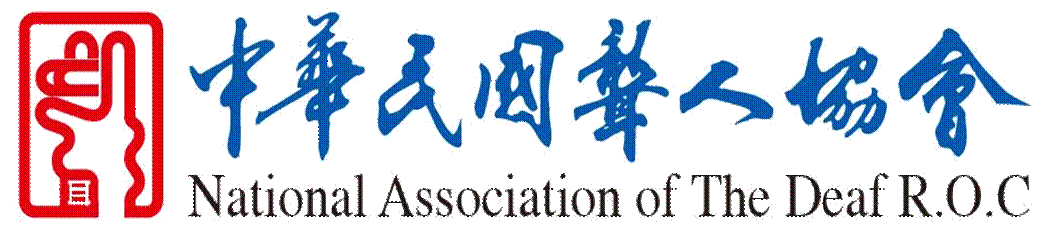 中華民國聾人協會
National Association of The Deaf R.O.C